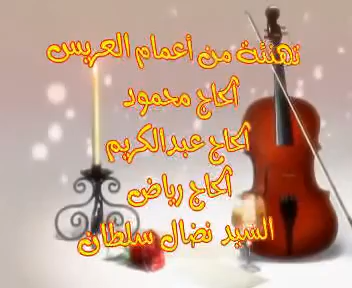 تهنئة من أعمام العريس
الحاج محمود
الحاج عبدالكريم
الحاج رياض
السيد نضال سلطان